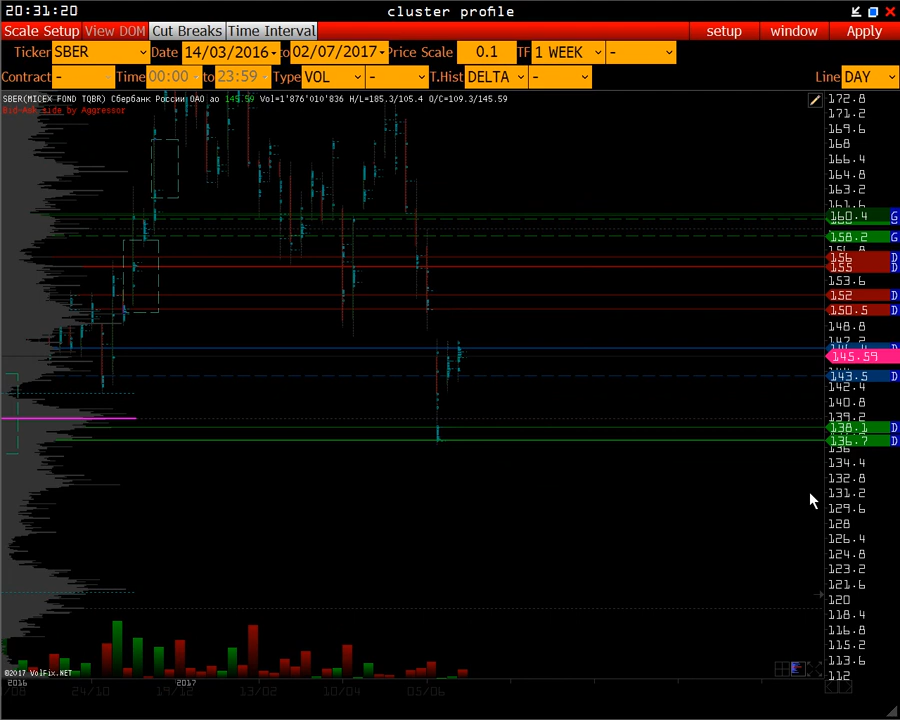 20:31:20 cluster profile
Scale Setup View DOM Cut Breaks Time Interval setup window Apply
Ticker SBER Date 14/03/2016 to 02/07/2017 Price Scale 0.1 TF 1 WEEK -
Contract - Time 00:00 to 23:59 Type VOL - T.Hist DELTA - Line DAY
SBER(MICEX FOND TQBR) Сбербанк России ОАО ао 145.59 Vol=1'876'010'836 H/L=185.3/105.4 O/C=109.3/145.59
Bid-Ask side by Aggressor
172.8
171.2
169.6
168
166.4
164.8
163.2
161.6
160.4 G
158.2 G
156 D
155 D
153.6
152 D
150.5 D
148.8
147.2
145.59
143.5 D
142.4
140.8
139.2
138.1 D
136.7 D
136
134.4
132.8
131.2
129.6
128
126.4
124.8
123.2
121.6
120
118.4
116.8
115.2
113.6
112
©2017 VolFix.NET
2016 2017
/08 24/10 19/12 13/02 10/04 05/06